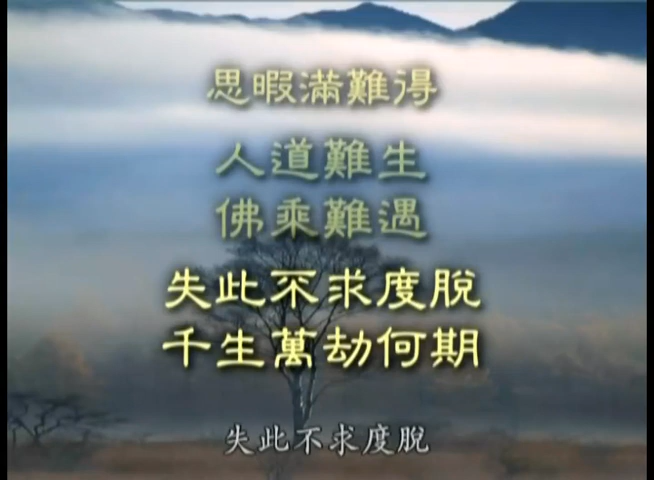 思暇滿難得
人道難生
佛乘難遇
失此不求度脫
千生萬劫何期
失此不求度脫